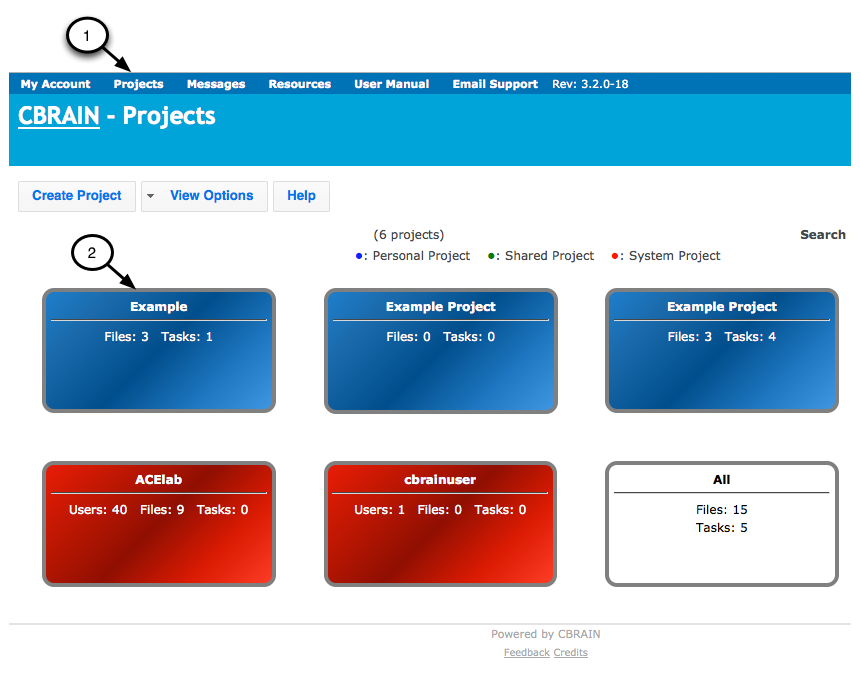 1
My Account Projects Messages Resources User Manual Email Support Rev: 3.2.0-18
CBRAIN - Projects
Create Project View Options Help
(6 projects) Search
: Personal Project : Shared Project : System Project
2
Example Example Project Example Project
Files: 3 Tasks: 1 Files: 0 Tasks: 0 Files: 3 Tasks: 4
ACElab cbrainuser All
Users: 40 Files: 9 Tasks: 0 Users: 1 Files: 0 Tasks: 0 Files: 15
Tasks: 5
Powered by CBRAIN
Feedback Credits